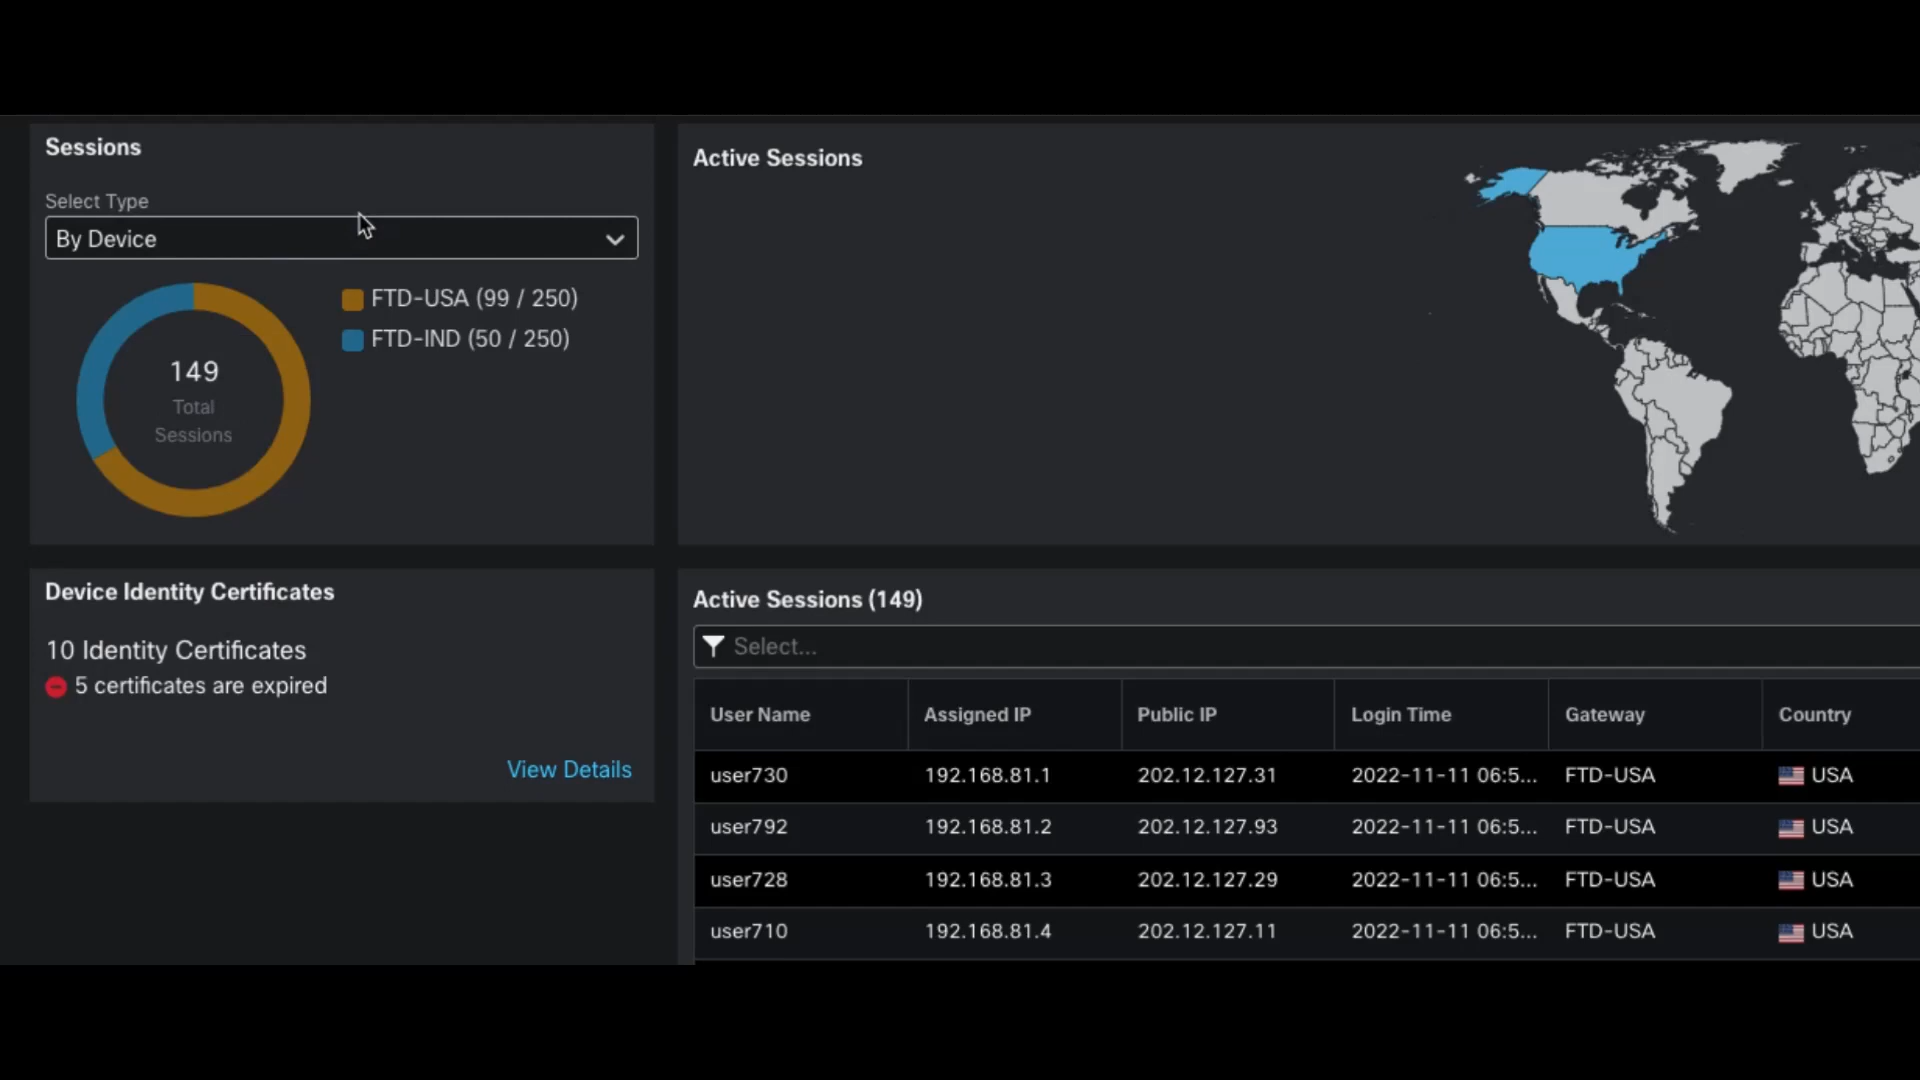 Sessions
Select Type
By Device
149
Total
Sessions
FTD-USA (99 / 250)
FTD-IND (50 / 250)
Active Sessions
Device Identity Certificates
10 Identity Certificates
5 certificates are expired
View Details
Active Sessions (149)
Select...
User Name Assigned IP Public IP Login Time Gateway Country
user730 192.168.81.1 202.12.127.31 2022-11-11 06:5... FTD-USA USA
user792 192.168.81.2 202.12.127.93 2022-11-11 06:5... FTD-USA USA
user728 192.168.81.3 202.12.127.29 2022-11-11 06:5... FTD-USA USA
user710 192.168.81.4 202.12.127.11 2022-11-11 06:5... FTD-USA USA